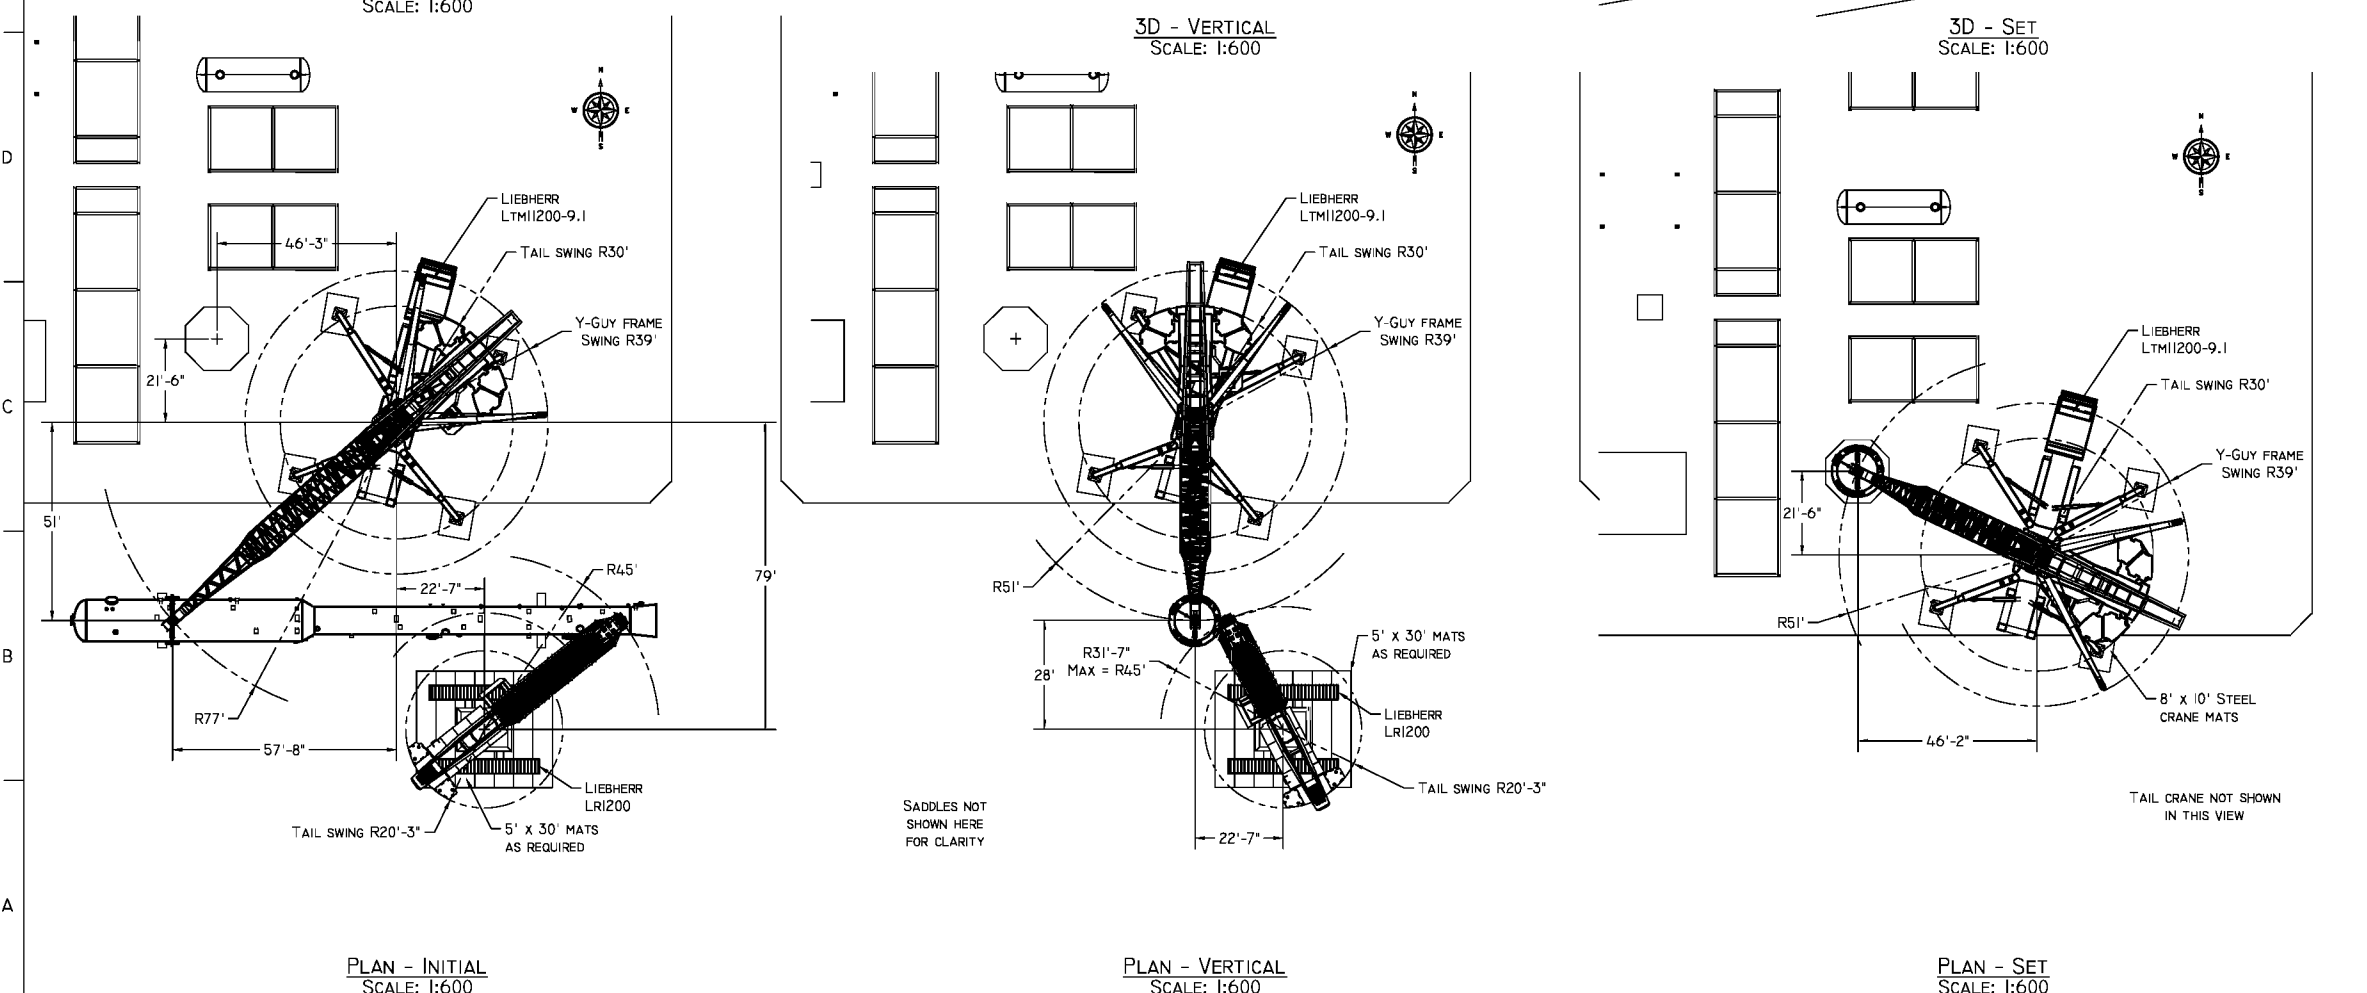 SCALE: 1:600
3D - VERTICAL
SCALE: 1:600
3D - SET
SCALE: 1:600
D
C
B
A
N
W E
S
LIEBHERR
LTM11200-9.1
TAIL SWING R30'
46'-3"
Y-GUY FRAME
SWING R39'
21'-6"
51'
79'
R45'
22'-7"
R77'
57'-8"
LIEBHERR
LR1200
TAIL SWING R20'-3"
5' X 30' MATS
AS REQUIRED
PLAN - INITIAL
SCALE: 1:600
N
W E
S
LIEBHERR
LTM11200-9.1
TAIL SWING R30'
Y-GUY FRAME
SWING R39'
R51'
5' X 30' MATS
AS REQUIRED
R31'-7"
MAX = R45'
28'
LIEBHERR
LR1200
TAIL SWING R20'-3"
22'-7"
SADDLES NOT
SHOWN HERE
FOR CLARITY
PLAN - VERTICAL
SCALE: 1:600
N
W E
S
LIEBHERR
LTM11200-9.1
TAIL SWING R30'
Y-GUY FRAME
SWING R39'
21'-6"
R51'
8' X 10' STEEL
CRANE MATS
46'-2"
TAIL CRANE NOT SHOWN
IN THIS VIEW
PLAN - SET
SCALE: 1:600